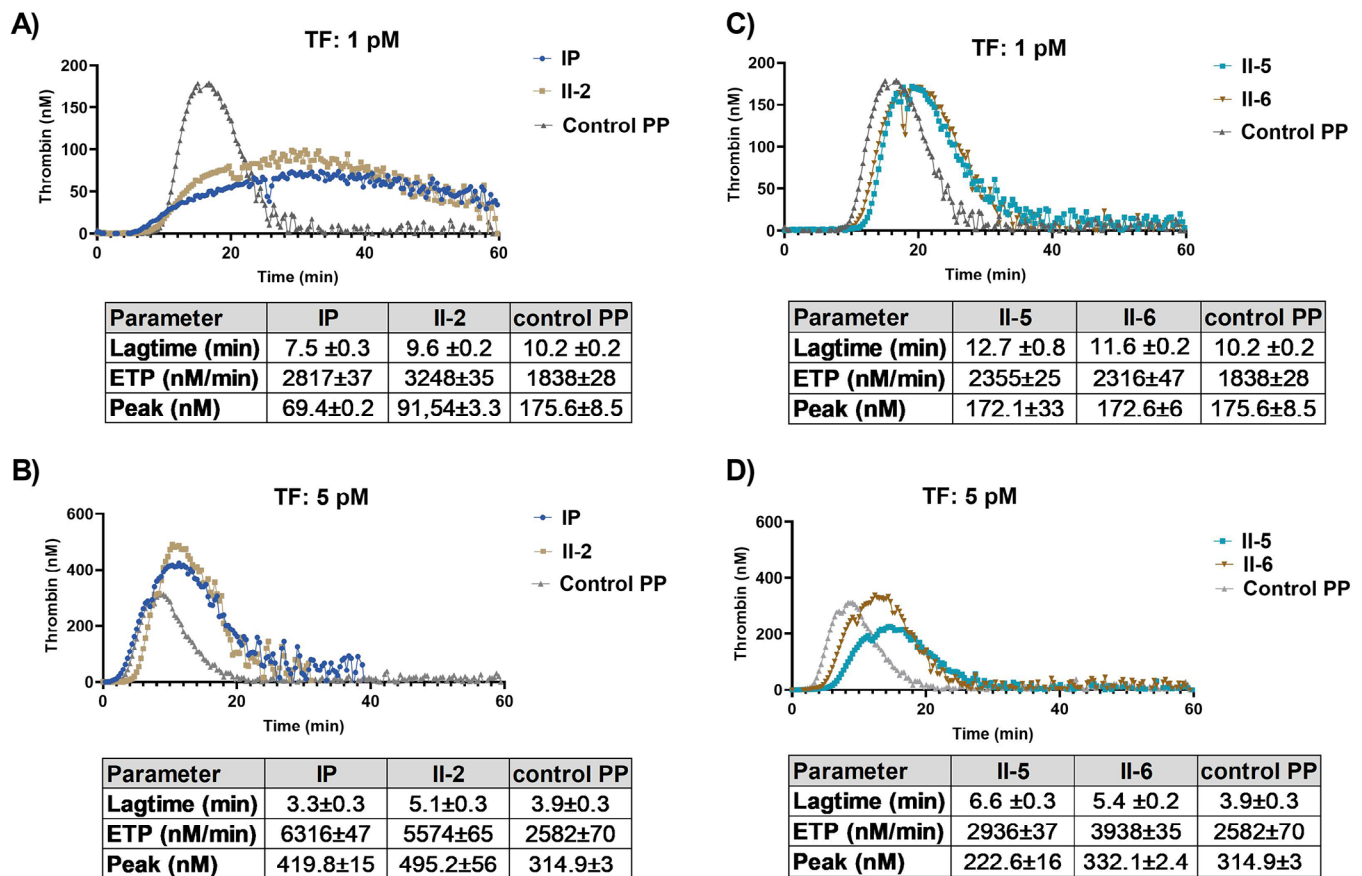 A)
TF: 1 pM
IP
II-2
Control PP
Thrombin (nM)
200
150
100
50
0
0 20 40 60
Time (min)
Parameter IP II-2 control PP
Lagtime (min) 7.5 ±0.3 9.6 ±0.2 10.2 ±0.2
ETP (nM/min) 2817±37 3248±35 1838±28
Peak (nM) 69.4±0.2 91,54±3.3 175.6±8.5
B)
TF: 5 pM
IP
II-2
Control PP
Thrombin (nM)
600
400
200
0
0 20 40 60
Time (min)
Parameter IP II-2 control PP
Lagtime (min) 3.3±0.3 5.1±0.3 3.9±0.3
ETP (nM/min) 6316±47 5574±65 2582±70
Peak (nM) 419.8±15 495.2±56 314.9±3
C)
TF: 1 pM
II-5
II-6
Control PP
Thrombin (nM)
200
150
100
50
0
0 20 40 60
Time (min)
Parameter II-5 II-6 control PP
Lagtime (min) 12.7 ±0.8 11.6 ±0.2 10.2 ±0.2
ETP (nM/min) 2355±25 2316±47 1838±28
Peak (nM) 172.1±33 172.6±6 175.6±8.5
D)
TF: 5 pM
II-5
II-6
Control PP
Thrombin (nM)
600
400
200
0
0 20 40 60
Time (min)
Parameter II-5 II-6 control PP
Lagtime (min) 6.6 ±0.3 5.4 ±0.2 3.9±0.3
ETP (nM/min) 2936±37 3938±35 2582±70
Peak (nM) 222.6±16 332.1±2.4 314.9±3